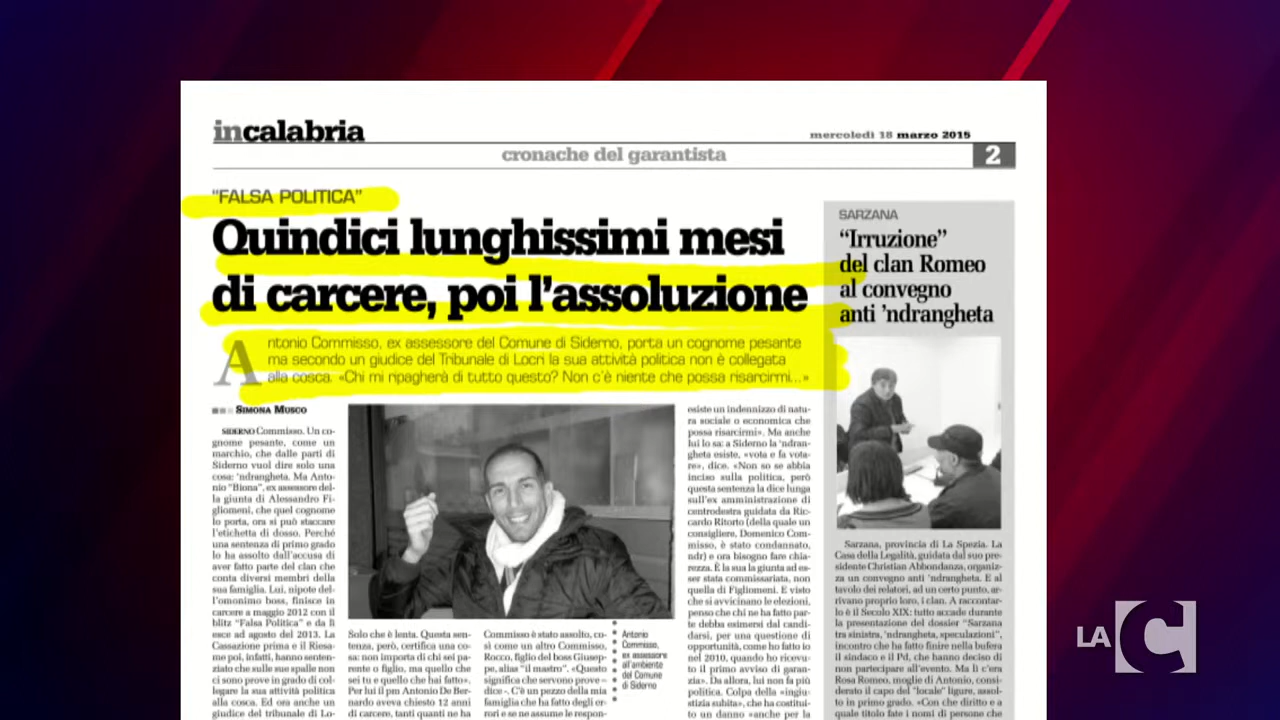 incalabria
mercoledì 18 marzo 2015
cronache del garantista
2
"FALSA POLITICA"
Quindici lunghissimi mesi
di carcere, poi l'assoluzione
Antonio Commisso, ex assessore del Comune di Siderno, porta un cognome pesante
ma secondo un giudice del Tribunale di Locri la sua attività politica non è collegata
alla cosca. «Chi mi ripagherà di tutto questo? Non c'è niente che possa risarcirmi...»
SIMONA MUSCO
SIDERNO Commisso. Un co-
gnome pesante, come un
marchio, che dalle parti di
Siderno vuol dire solo una
cosa: 'ndrangheta. Ma Anto-
nio "Biona", ex assessore del-
la giunta di Alessandro Fi-
gliomeni, che quel cognome
lo porta, ora si può staccare
l'etichetta di dosso. Perché
una sentenza di primo grado
lo ha assolto dall'accusa di
aver fatto parte del clan che
conta diversi membri della
sua famiglia. Lui, nipote del-
l'omonimo boss, finisce in
carcere a maggio 2012 con il
blitz "Falsa Politica" e da lì
esce ad agosto del 2013. La
Cassazione prima e il Riesa-
me poi, infatti, hanno senten-
ziato che sulle sue spalle non
ci sono prove in grado di col-
legare la sua attività politica
alla cosca. Ed ora anche un
giudice del tribunale di Lo-
Solo che è lenta. Questa sen-
tenza, però, certifica una co-
sa: non importa di chi sei pa-
rente o figlio, ma quello che
sei tu e quello che hai fatto».
Per lui il pm Antonio De Ber-
nardo aveva chiesto 12 anni
di carcere, tanti quanti ne ha
Commisso è stato assolto, co-
sì come un altro Commisso,
Rocco, figlio del boss Giusep-
pe, alias "il mastro". «Questo
significa che servono prove –
dice -. C'è un pezzo della mia
famiglia che ha fatto degli er-
rori e se ne assume le respon-
Antonio
Commisso,
ex assessore
all'ambiente
del Comune
di Siderno
esiste un indennizzo di natu-
ra sociale o economica che
possa risarcirmi». Ma anche
lui lo sa: a Siderno la 'ndran-
gheta esiste, «vota e fa vota-
re», dice. «Non so se abbia
inciso sulla politica, però
questa sentenza la dice lunga
sull'ex amministrazione di
centrodestra guidata da Ric-
cardo Ritorto (della quale un
consigliere, Domenico Com-
misso, è stato condannato,
ndr) e ora bisogno fare chia-
rezza. È la sua la giunta ad es-
ser stata commissariata, non
quella di Figliomeni. E visto
che si avvicinano le elezioni,
penso che chi ne ha fatto par-
te debba esimersi dal candi-
darsi, per una questione di
opportunità, come ho fatto io
nel 2010, quando ho ricevu-
to il primo avviso di garan-
zia». Da allora, lui non fa più
politica. Colpa della «ingiu-
stizia subita», che ha costitui-
to un danno «anche per la
SARZANA
"Irruzione"
del clan Romeo
al convegno
anti 'ndrangheta
Sarzana, provincia di La Spezia. La
Casa della Legalità, guidata dal suo pre-
sidente Christian Abbondanza, organiz-
za un convegno anti 'ndrangheta. E al
tavolo dei relatori, ad un certo punto, ar-
rivano proprio loro, i clan. A raccontar-
lo è il Secolo XIX: tutto accade durante
la presentazione del dossier "Sarzana
tra sinistra, 'ndrangheta, speculazioni",
incontro che ha fatto finire nella bufera
il sindaco e il Pd, che hanno deciso di
non partecipare all'evento. Ma lì c'era
Rosa Romeo, moglie di Antonio, consi-
derato il capo del "locale" ligure, assol-
to in primo grado. «Con che diritto e a
quale titolo fate i nomi di persone che
LA C